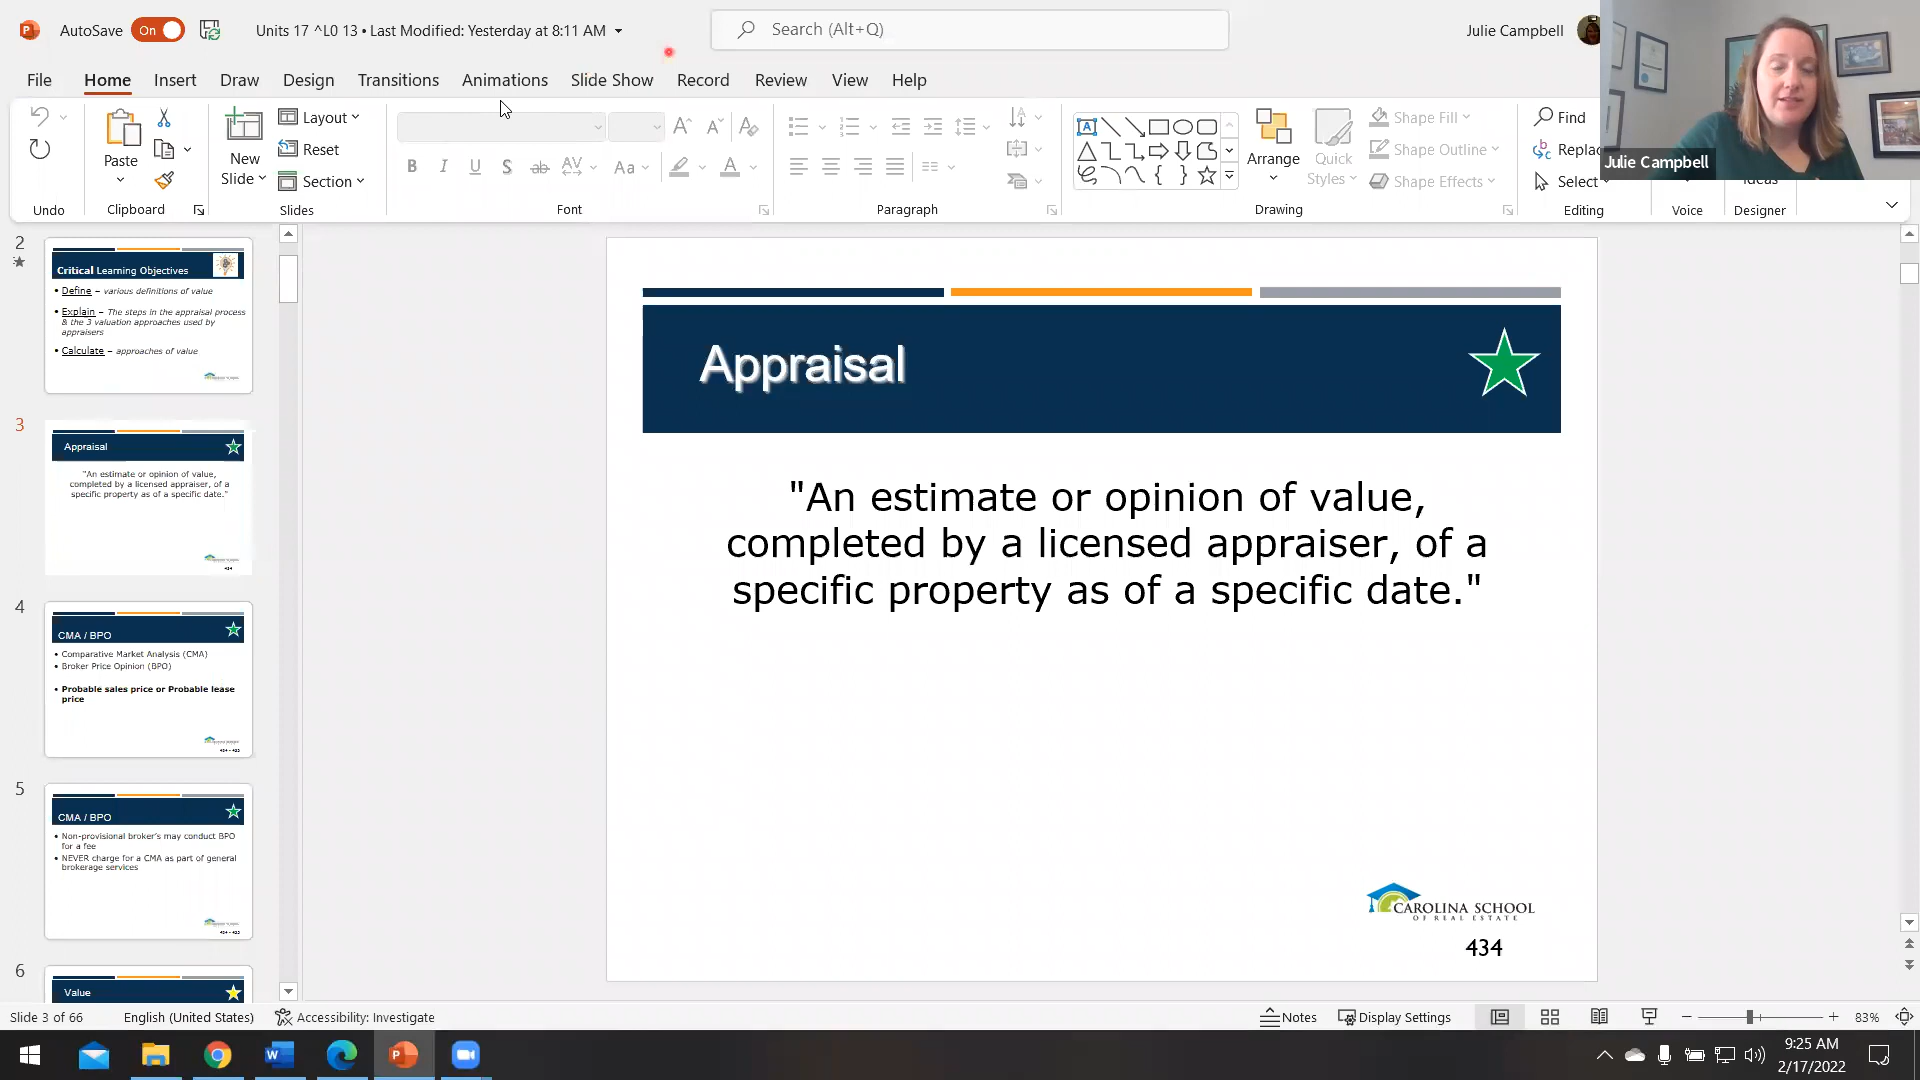 AutoSave
On
Units 17 ^L0 13 • Last Modified: Yesterday at 8:11 AM
Search (Alt+Q)
Julie Campbell
File
Home
Insert
Draw
Design
Transitions
Animations
Slide Show
Record
Review
View
Help
Undo
Paste
Clipboard
New
Slide
Layout
Reset
Section
Slides
B I U S ab AV Aa A
Font
Paragraph
Arrange
Quick
Styles
Shape Fill
Shape Outline
Shape Effects
Drawing
Find
Select
Editing
Voice
Designer
Julie Campbell
2
Critical Learning Objectives
• Define – various definitions of value
• Explain – The steps in the appraisal process
& the 3 valuation approaches used by
appraisers
• Calculate – approaches of value
3
Appraisal
"An estimate or opinion of value,
completed by a licensed appraiser, of a
specific property as of a specific date."
434
4
CMA / BPO
• Comparative Market Analysis (CMA)
• Broker Price Opinion (BPO)
• Probable sales price or Probable lease
price
5
CMA / BPO
• Non-provisional broker's may conduct BPO
for a fee
• NEVER charge for a CMA as part of general
brokerage services
6
Value
Appraisal
"An estimate or opinion of value,
completed by a licensed appraiser, of a
specific property as of a specific date."
CAROLINA SCHOOL
OF REAL ESTATE
434
Slide 3 of 66
English (United States)
Accessibility: Investigate
Notes
Display Settings
83%
9:25 AM
2/17/2022